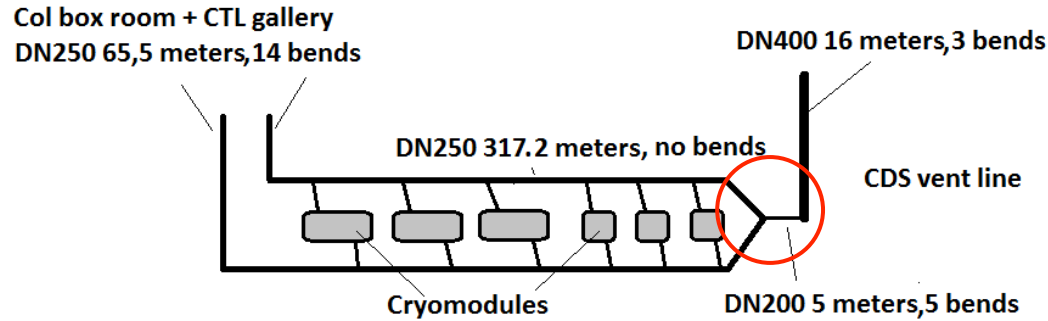 Col box room + CTL gallery
DN250 65,5 meters,14 bends
DN400 16 meters,3 bends
DN250 317.2 meters, no bends
CDS vent line
Cryomodules
DN200 5 meters,5 bends